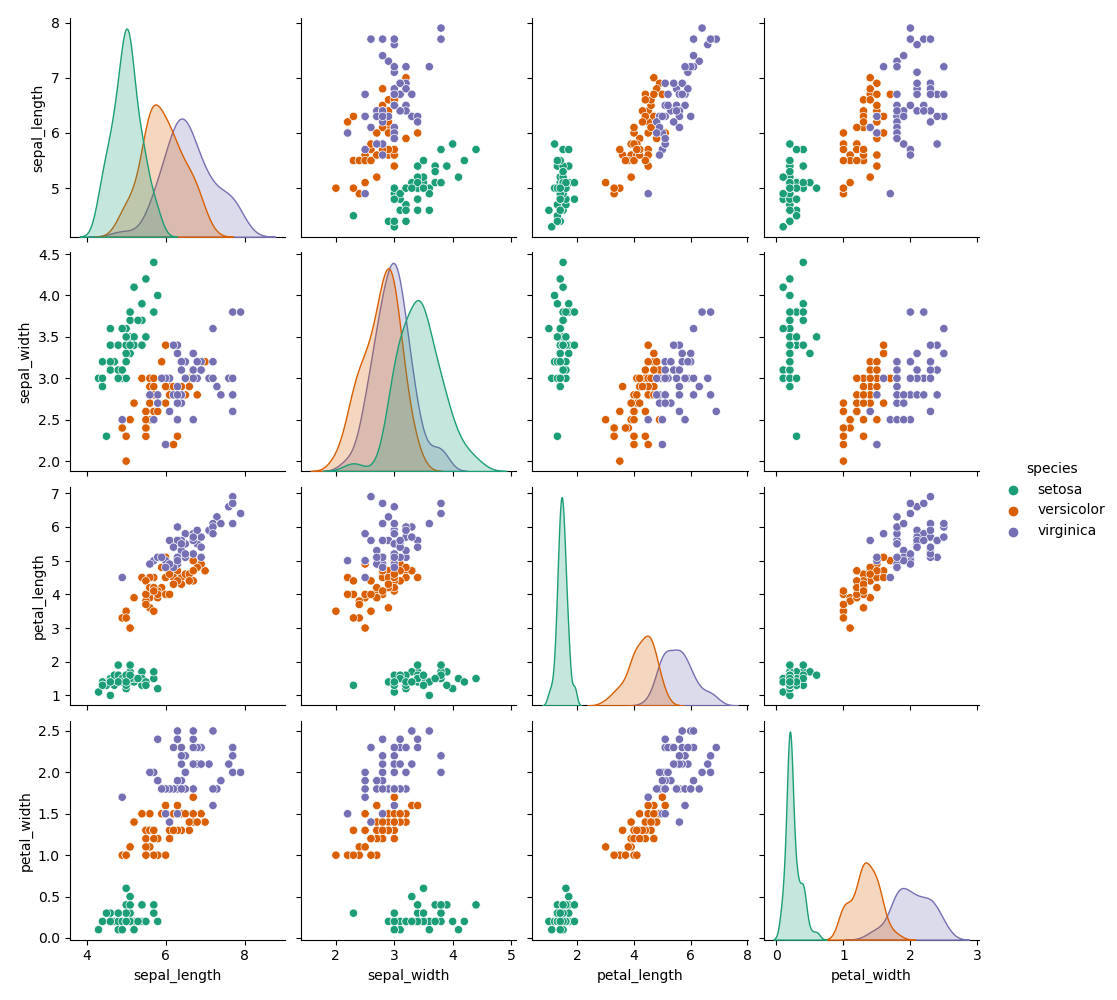 8
7
6
5
sepal_length
4.5
4.0
3.5
3.0
2.5
2.0
sepal_width
species
setosa
versicolor
virginica
7
6
5
4
3
2
1
petal_length
2.5
2.0
1.5
1.0
0.5
0.0
petal_width
4 6 8
2 3 4 5
2 4 6 8
0 1 2 3
sepal_length
sepal_width
petal_length
petal_width